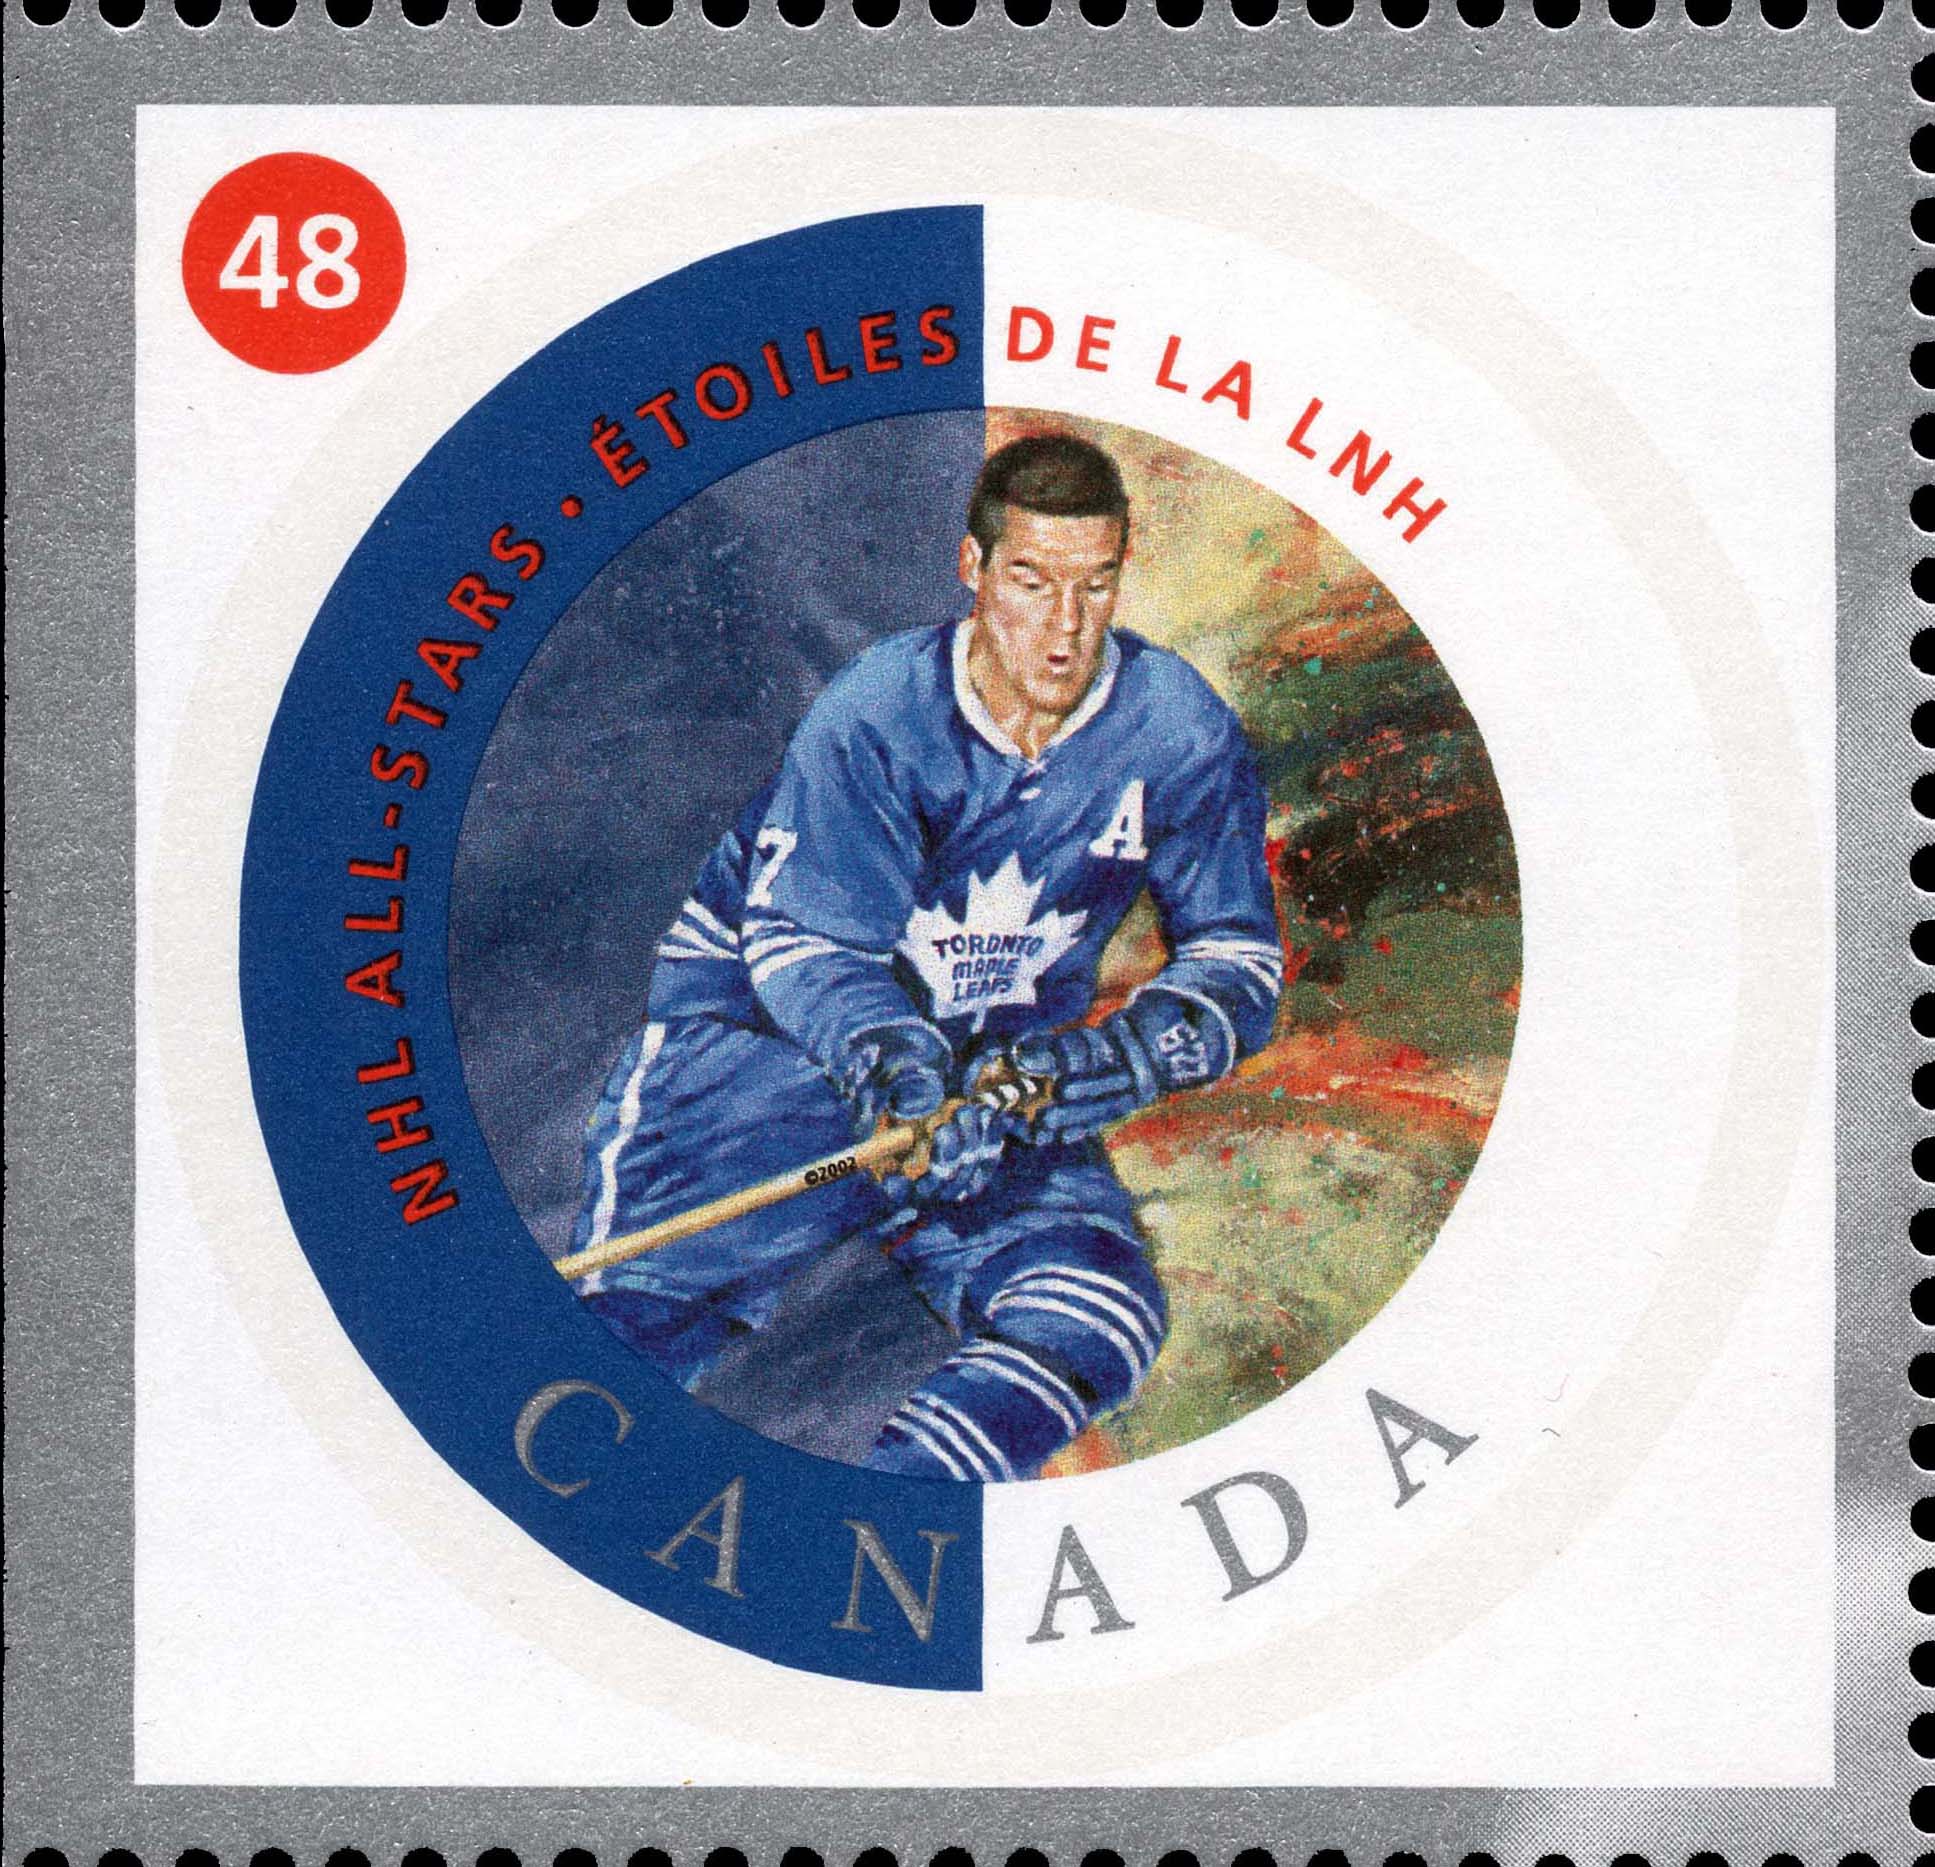 48
NHL ALL-STARS • ÉTOILES DE LA LNH
A
7
TORONTO
MAPLE
LEAFS
©2002
CANADA